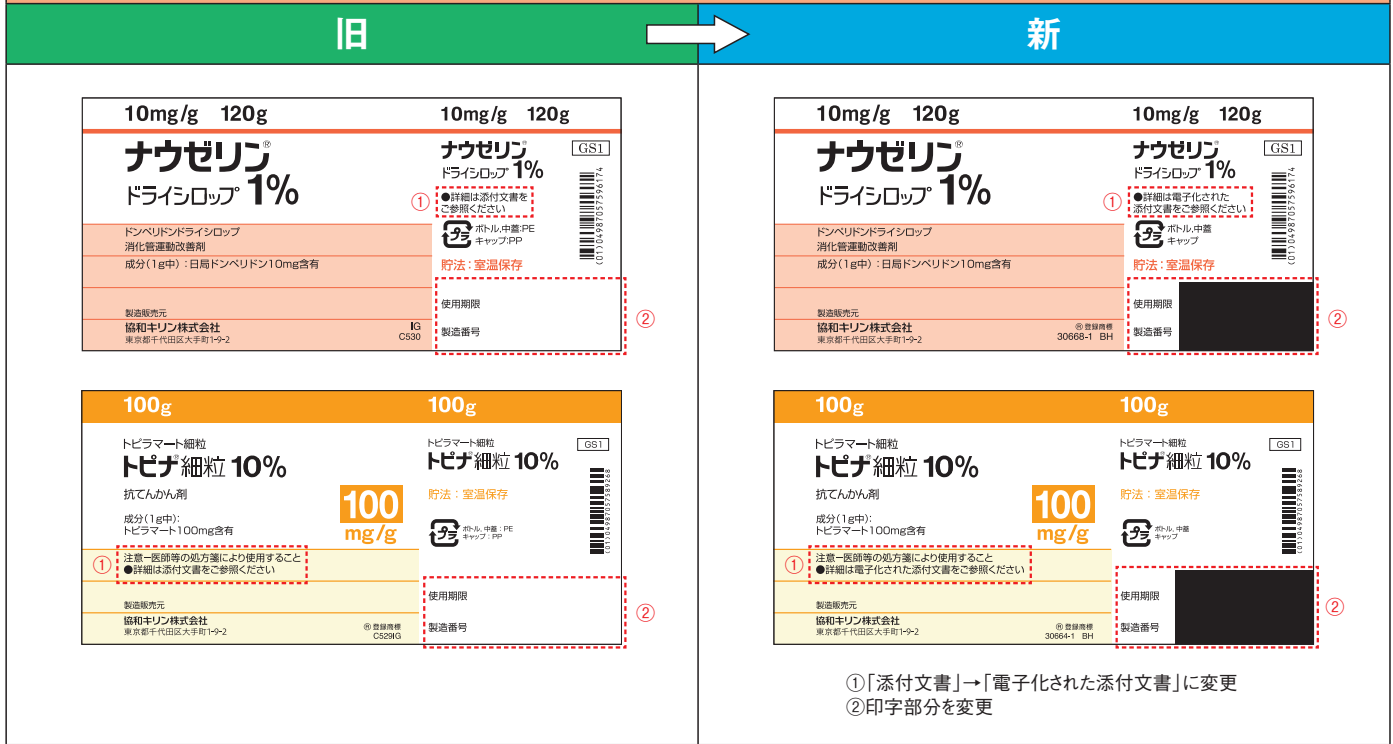 旧
新
10mg/g 120g
10mg/g 120g
ナウゼリン®
ドライシロップ 1%
ナウゼリン®
ドライシロップ 1%
GS1
①
●詳細は添付文書を
ご参照ください
プラ
ボトル,中蓋:PE
キャップ:PP
(01)04987057596174
貯法:室温保存
ドンペリドンドライシロップ
消化管運動改善剤
成分(1g中):日局ドンペリドン10mg含有
製造販売元
協和キリン株式会社
東京都千代田区大手町1-9-2
IG
C530
使用期限
製造番号
②
100g
100g
トピラマート細粒
トピナ®細粒 10%
抗てんかん剤
成分(1g中):
トピラマート100mg含有
100
mg/g
トピラマート細粒
トピナ®細粒 10%
GS1
貯法:室温保存
プラ
ボトル, 中蓋:PE
キャップ:PP
(01)04987057589268
①
注意-医師等の処方箋により使用すること
●詳細は添付文書をご参照ください
製造販売元
協和キリン株式会社
東京都千代田区大手町1-9-2
® 登録商標
C529IG
使用期限
製造番号
②
10mg/g 120g
10mg/g 120g
ナウゼリン®
ドライシロップ 1%
ナウゼリン®
ドライシロップ 1%
GS1
①
●詳細は電子化された
添付文書をご参照ください
プラ
ボトル,中蓋
キャップ
(01)04987057596174
貯法:室温保存
ドンペリドンドライシロップ
消化管運動改善剤
成分(1g中):日局ドンペリドン10mg含有
製造販売元
協和キリン株式会社
東京都千代田区大手町1-9-2
® 登録商標
30668-1 BH
使用期限
製造番号
②
100g
100g
トピラマート細粒
トピナ®細粒 10%
抗てんかん剤
成分(1g中):
トピラマート100mg含有
100
mg/g
トピラマート細粒
トピナ®細粒 10%
GS1
貯法:室温保存
プラ
ボトル, 中蓋
キャップ
(01)04987057589268
①
注意-医師等の処方箋により使用すること
●詳細は電子化された添付文書をご参照ください
製造販売元
協和キリン株式会社
東京都千代田区大手町1-9-2
® 登録商標
30664-1 BH
使用期限
製造番号
②
①「添付文書」→「電子化された添付文書」に変更
②印字部分を変更